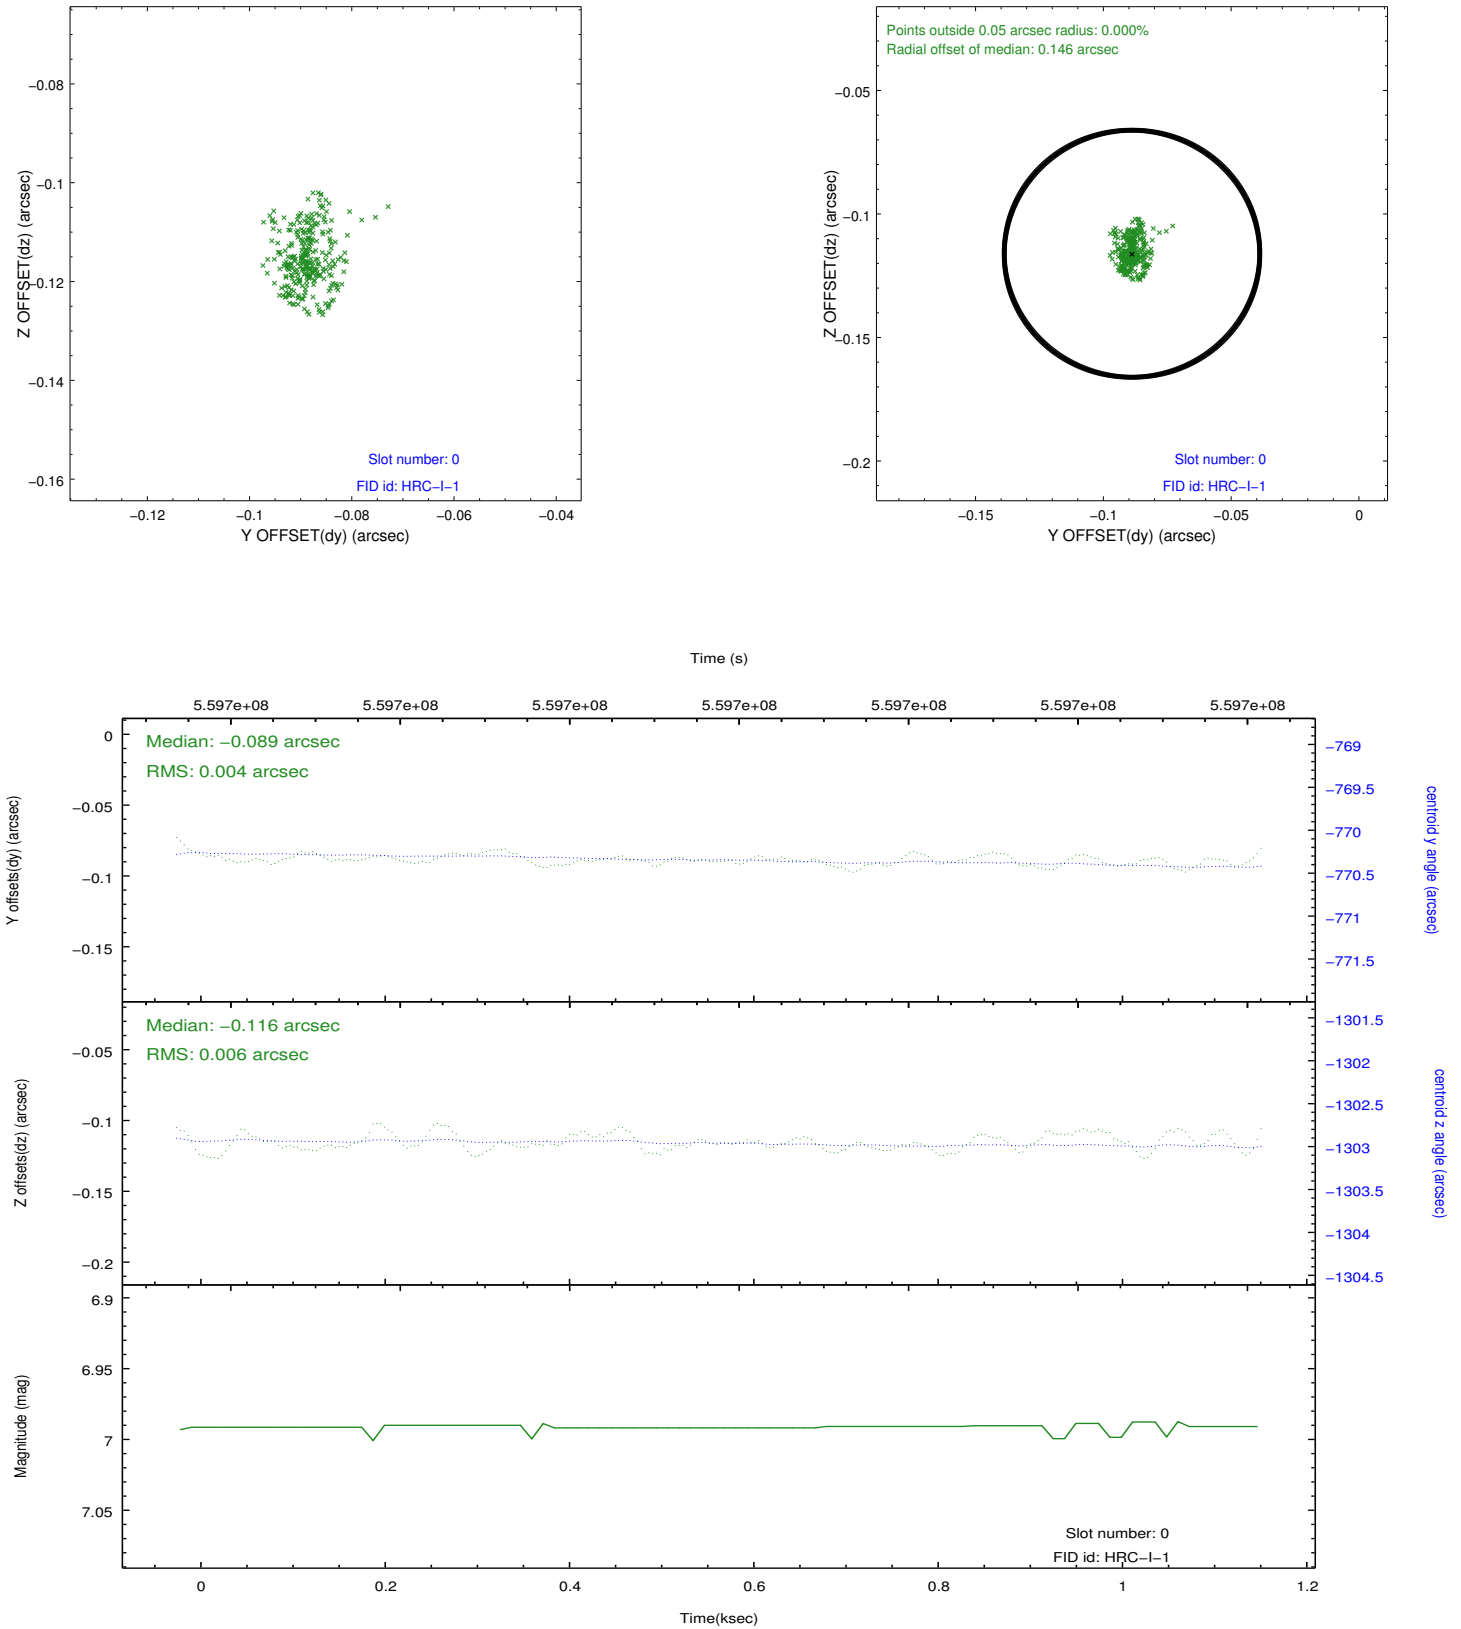 −0.08
−0.1
−0.12
−0.14
−0.16
Z OFFSET(dz) (arcsec)
Slot number: 0
FID id: HRC−I−1
−0.12 −0.1 −0.08 −0.06 −0.04
Y OFFSET(dy) (arcsec)
Points outside 0.05 arcsec radius: 0.000%
Radial offset of median: 0.146 arcsec
−0.05
−0.1
−0.15
−0.2
Z OFFSET(dz) (arcsec)
Slot number: 0
FID id: HRC−I−1
−0.15 −0.1 −0.05 0
Y OFFSET(dy) (arcsec)
Time (s)
5.597e+08 5.597e+08 5.597e+08 5.597e+08 5.597e+08 5.597e+08 5.597e+08
Median: −0.089 arcsec
RMS: 0.004 arcsec
0
−0.05
−0.1
−0.15
Y offsets(dy) (arcsec)
−769
−769.5
−770
−770.5
−771
−771.5
centroid y angle (arcsec)
Median: −0.116 arcsec
RMS: 0.006 arcsec
−0.05
−0.1
−0.15
−0.2
Z offsets(dz) (arcsec)
−1301.5
−1302
−1302.5
−1303
−1303.5
−1304
−1304.5
centroid z angle (arcsec)
6.9
6.95
7
7.05
Magnitude (mag)
Slot number: 0
FID id: HRC−I−1
0 0.2 0.4 0.6 0.8 1 1.2
Time(ksec)